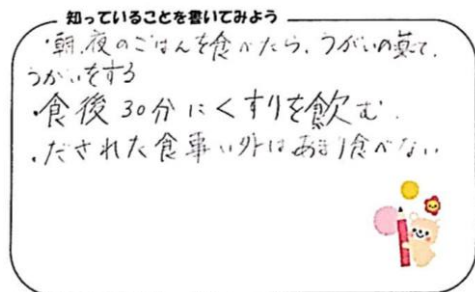 知っていることを書いてみよう
・朝、夜のごはんを食べたら、うがいの薬で、
うがいをする
・食後30分にくすりを飲む.
・だされた食事い外はあまり食べない